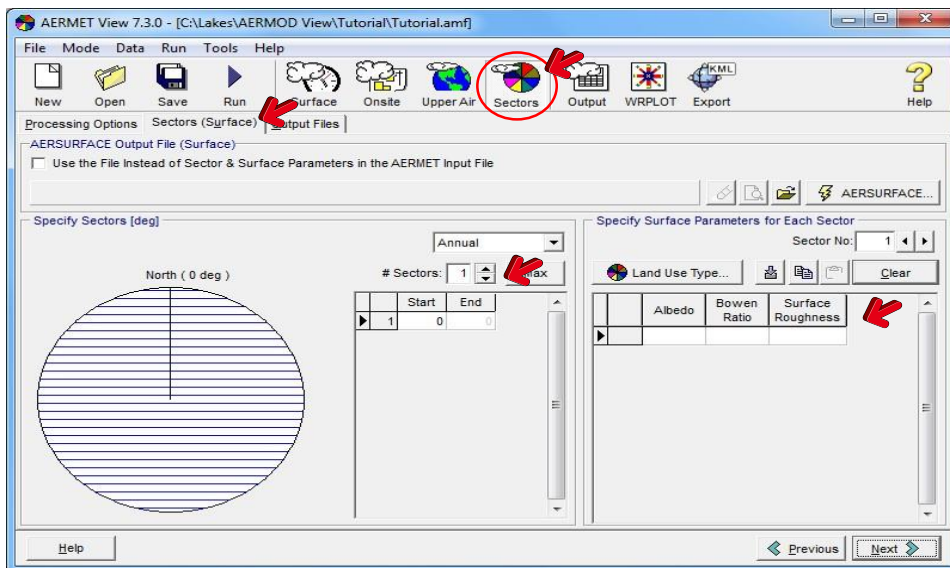 AERMET View 7.3.0 - [C:\Lakes\AERMOD View\Tutorial\Tutorial.amf]
File Mode Data Run Tools Help
New Open Save Run Surface Onsite Upper Air Sectors Output WRPLOT KML Export Help
Processing Options Sectors (Surface) Output Files
AERSURFACE Output File (Surface)
Use the File Instead of Sector & Surface Parameters in the AERMET Input File
AERSURFACE...
Specify Sectors [deg]
Annual
North ( 0 deg )
# Sectors: 1
Start End
1 0 0
Specify Surface Parameters for Each Sector
Sector No: 1
Land Use Type... Clear
Albedo Bowen Ratio Surface Roughness
Help Previous Next